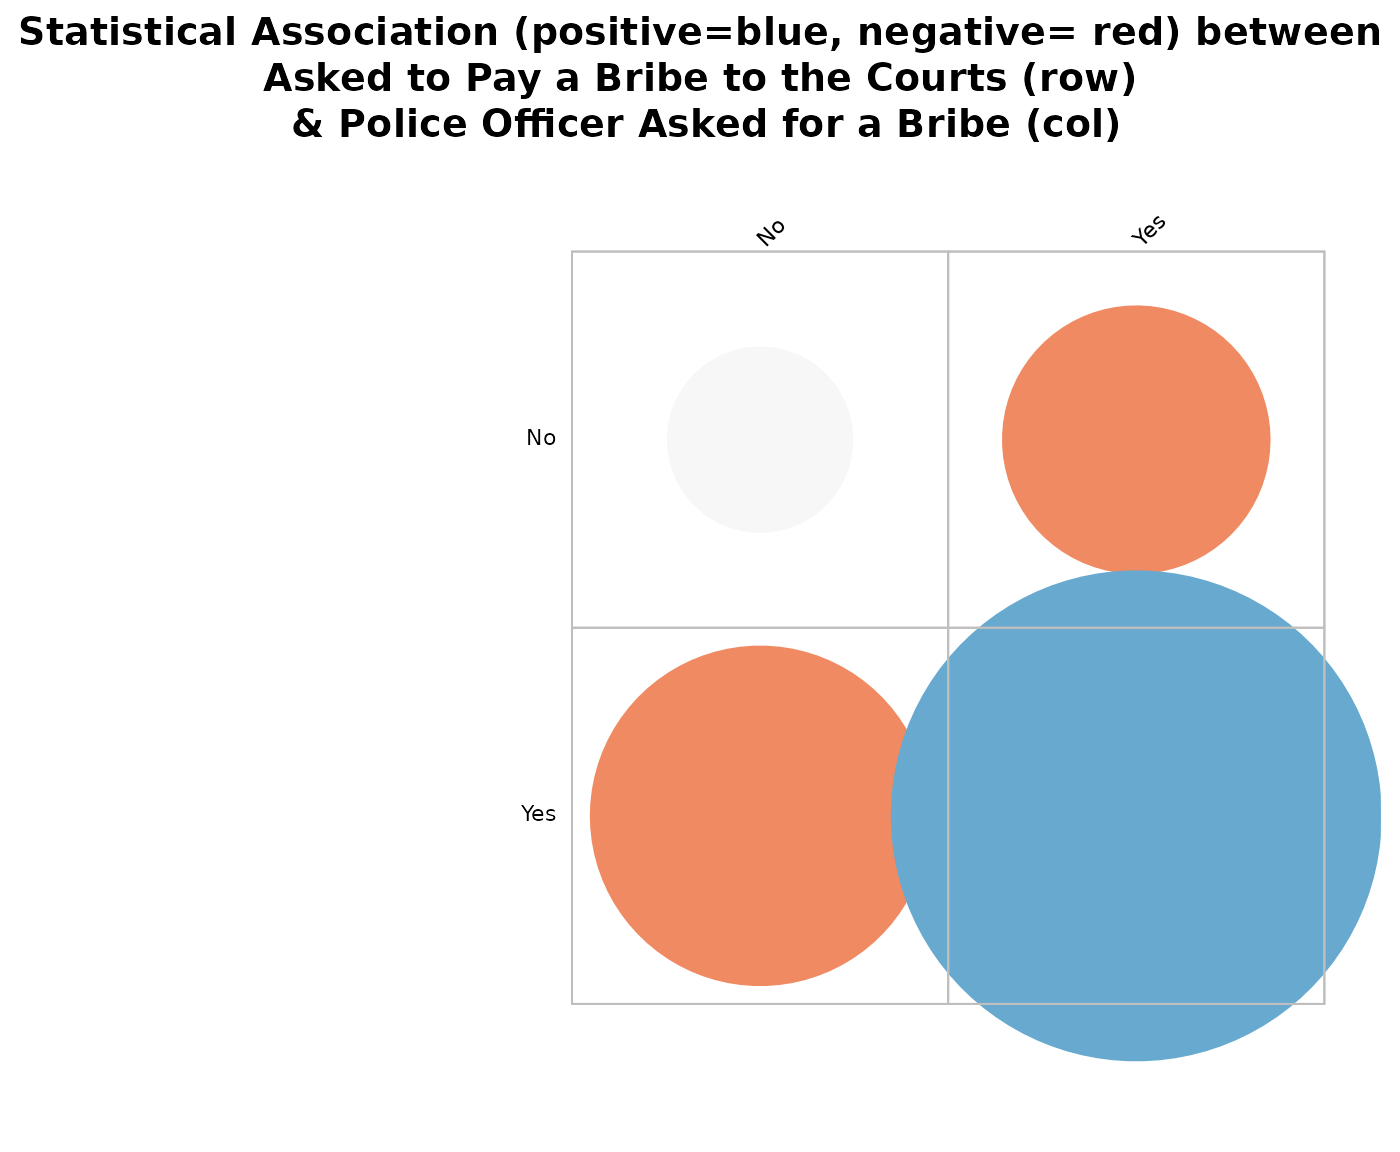 Statistical Association (positive=blue, negative= red) between
Asked to Pay a Bribe to the Courts (row)
& Police Officer Asked for a Bribe (col)
No
Yes
No
Yes